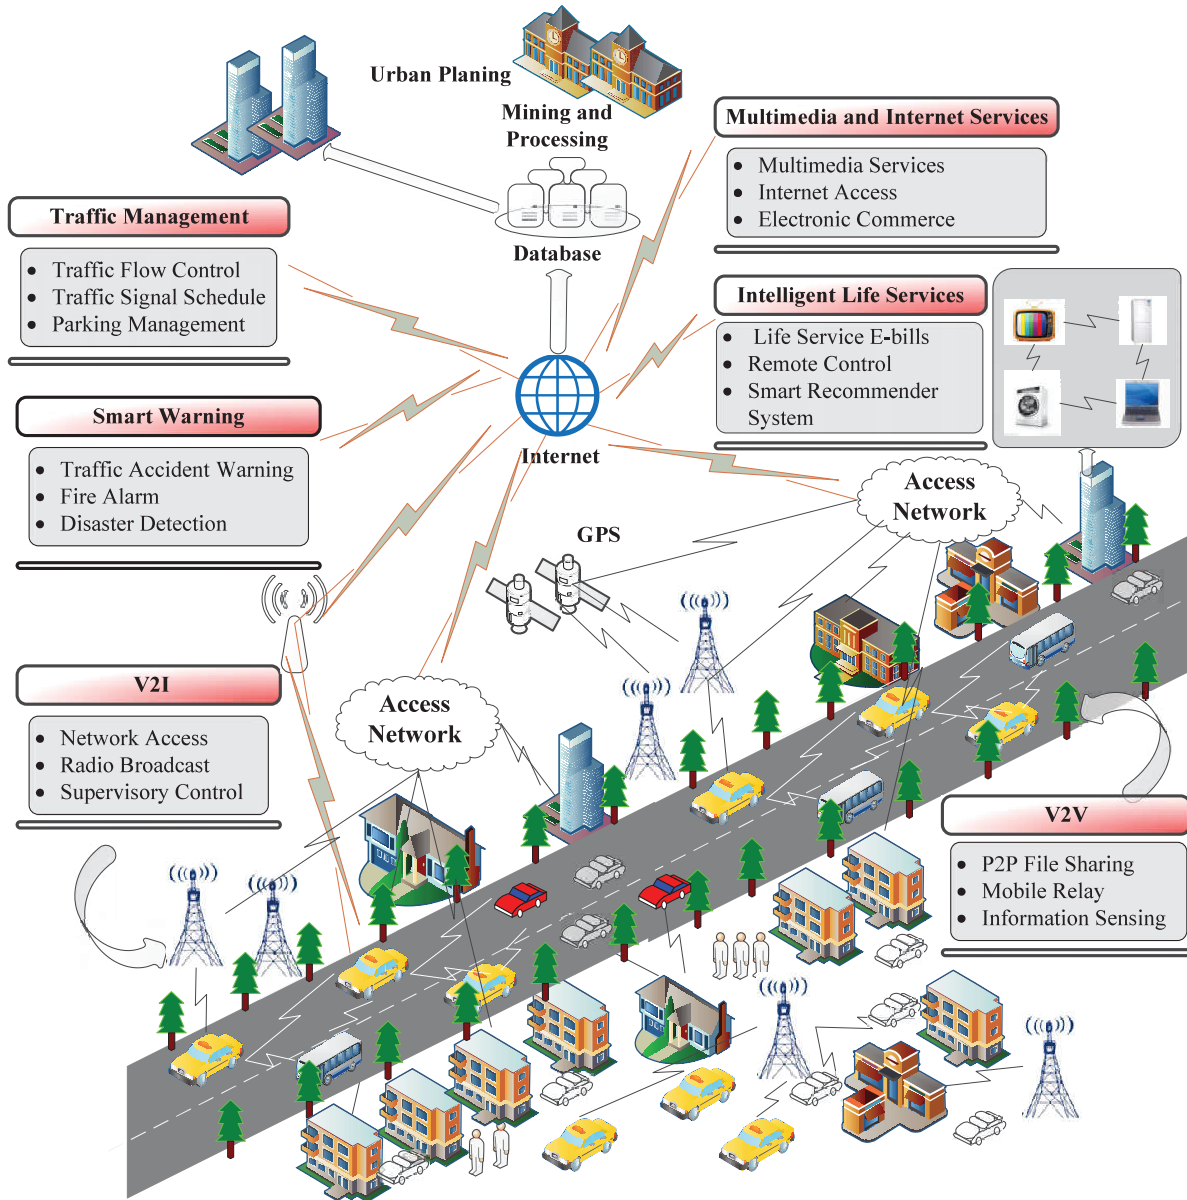 Urban Planing
Mining and
Processing
Database
Multimedia and Internet Services
• Multimedia Services
• Internet Access
• Electronic Commerce
Traffic Management
• Traffic Flow Control
• Traffic Signal Schedule
• Parking Management
Intelligent Life Services
• Life Service E-bills
• Remote Control
• Smart Recommender
System
Internet
Smart Warning
• Traffic Accident Warning
• Fire Alarm
• Disaster Detection
Access
Network
GPS
V2I
• Network Access
• Radio Broadcast
• Supervisory Control
Access
Network
V2V
• P2P File Sharing
• Mobile Relay
• Information Sensing